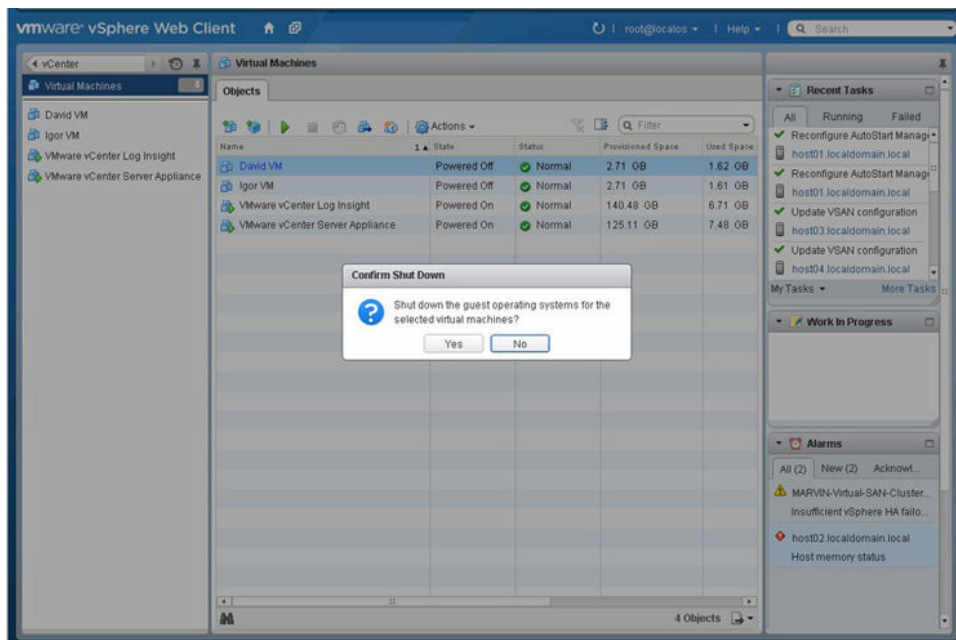 vmware® vSphere Web Client
root@localos
Help
Search
vCenter
Virtual Machines 4
David VM
Igor VM
VMware vCenter Log Insight
VMware vCenter Server Appliance
Virtual Machines
Objects
Actions
Filter
Name 1 State Status Provisioned Space Used Space
David VM Powered Off Normal 2.71 GB 1.62 GB
Igor VM Powered Off Normal 2.71 GB 1.61 GB
VMware vCenter Log Insight Powered On Normal 140.48 GB 6.71 GB
VMware vCenter Server Appliance Powered On Normal 125.11 GB 7.48 GB
Confirm Shut Down
Shut down the guest operating systems for the
selected virtual machines?
Yes No
4 Objects
Recent Tasks
All Running Failed
Reconfigure AutoStart Manag
host01.localdomain.local
Reconfigure AutoStart Manag
host01.localdomain.local
Update VSAN configuration
host03.localdomain.local
Update VSAN configuration
host04.localdomain.local
My Tasks More Tasks
Work In Progress
Alarms
All (2) New (2) Acknowl...
MARVIN-Virtual-SAN-Cluster...
Insufficient vSphere HA failo...
host02.localdomain.local
Host memory status